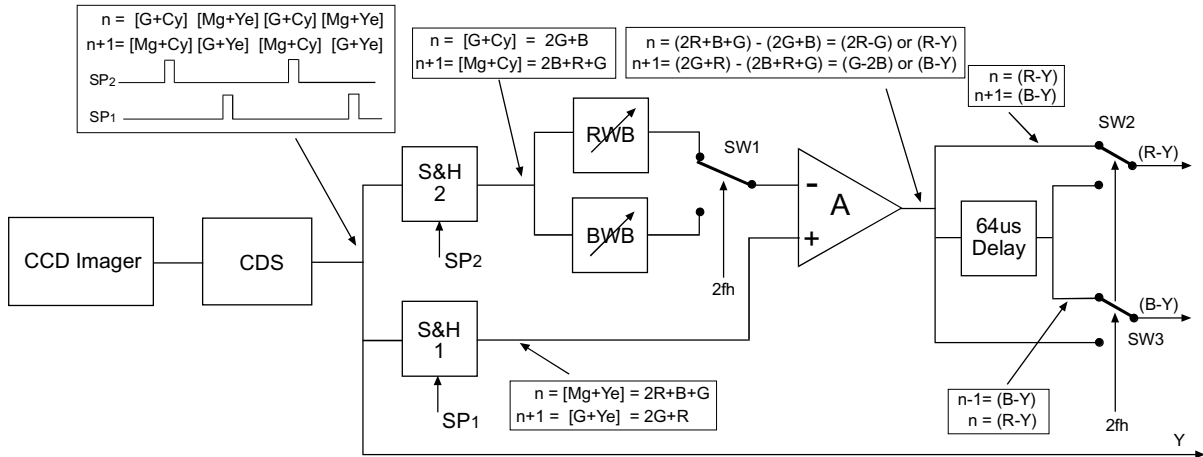 n = [G+Cy] [Mg+Ye] [G+Cy] [Mg+Ye]
n+1= [Mg+Cy] [G+Ye] [Mg+Cy] [G+Ye]
SP2
SP1
n = [G+Cy] = 2G+B
n+1= [Mg+Cy] = 2B+R+G
n = (2R+B+G) - (2G+B) = (2R-G) or (R-Y)
n+1= (2G+R) - (2B+R+G) = (G-2B) or (B-Y)
n = (R-Y)
n+1= (B-Y)
SW2
(R-Y)
RWB
SW1
S&H
2
A
-
+
BWB
64us
Delay
CCD Imager
CDS
SP2
2fh
(B-Y)
SW3
S&H
1
n = [Mg+Ye] = 2R+B+G
n+1 = [G+Ye] = 2G+R
n-1= (B-Y)
n = (R-Y)
SP1
2fh
Y